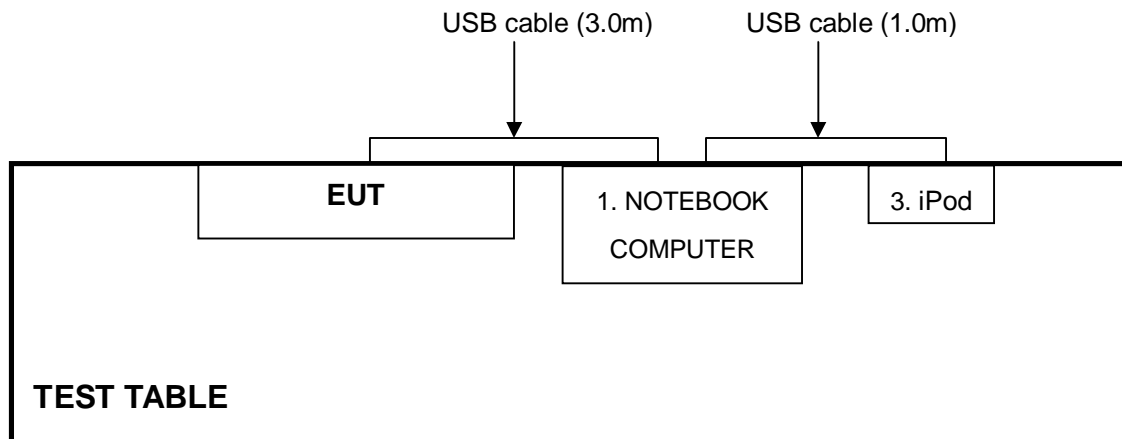 USB cable (3.0m)
USB cable (1.0m)
EUT
1. NOTEBOOK
COMPUTER
3. iPod
TEST TABLE